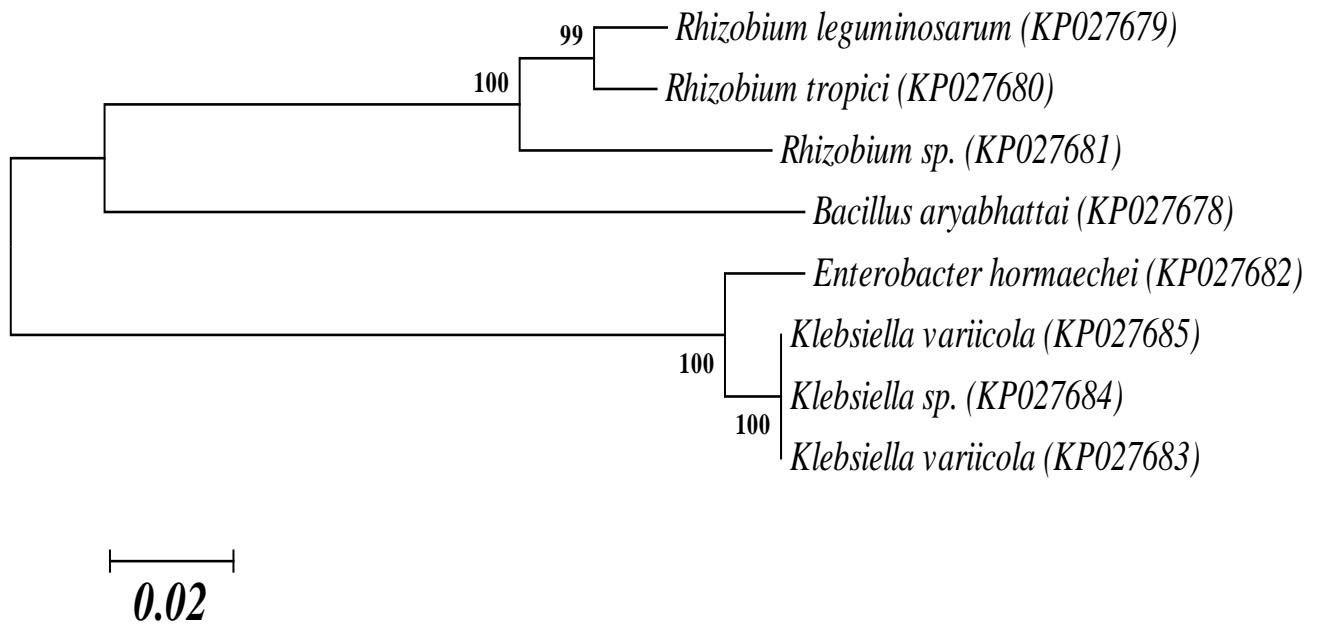 99
Rhizobium leguminosarum (KP027679)
100
Rhizobium tropici (KP027680)
Rhizobium sp. (KP027681)
Bacillus aryabhattai (KP027678)
Enterobacter hormaechei (KP027682)
Klebsiella variicola (KP027685)
100
Klebsiella sp. (KP027684)
100
Klebsiella variicola (KP027683)
0.02